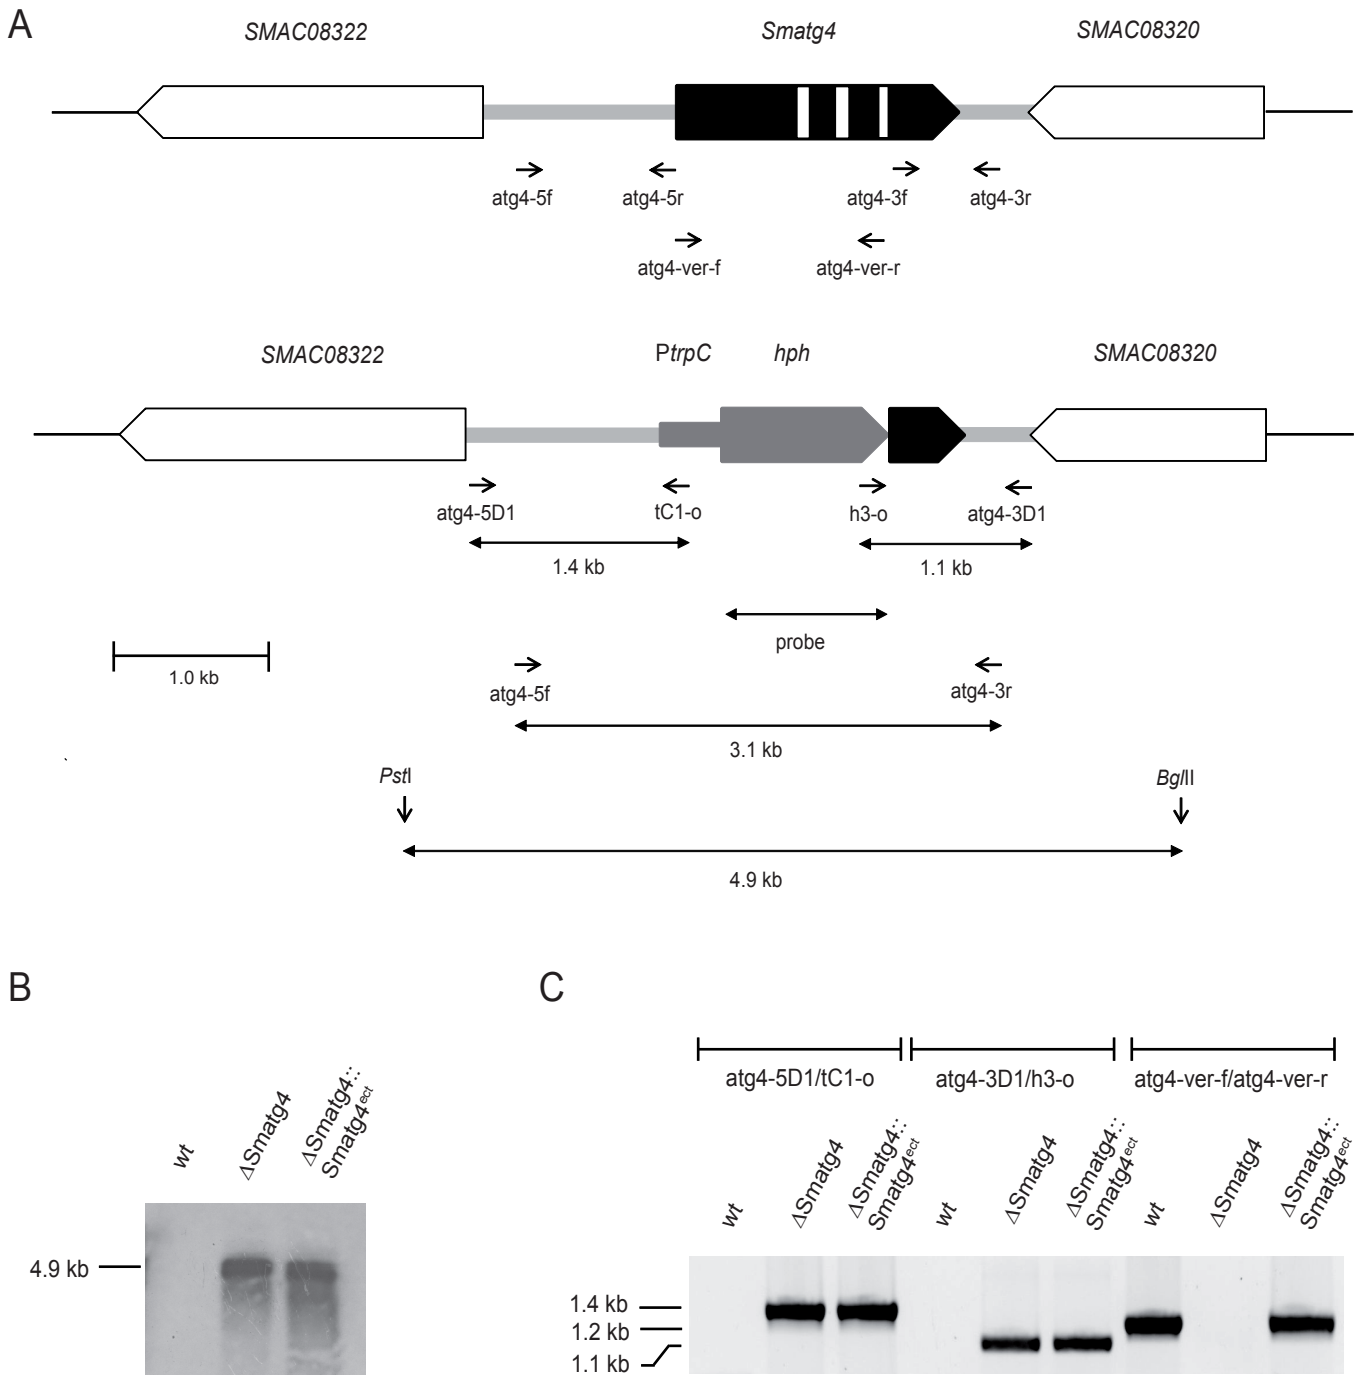 A
SMAC08322 Smatg4 SMAC08320
atg4-5f atg4-5r atg4-3f atg4-3r
atg4-ver-f atg4-ver-r
SMAC08322 PtrpC hph SMAC08320
atg4-5D1 tC1-o h3-o atg4-3D1
1.4 kb 1.1 kb
probe
1.0 kb
atg4-5f atg4-3r
3.1 kb
PstI BglII
4.9 kb
B
wt
ΔSmatg4
ΔSmatg4::
Smatg4ect
4.9 kb
C
atg4-5D1/tC1-o atg4-3D1/h3-o atg4-ver-f/atg4-ver-r
wt
ΔSmatg4
ΔSmatg4::
Smatg4ect
wt
ΔSmatg4
ΔSmatg4::
Smatg4ect
wt
ΔSmatg4
ΔSmatg4::
Smatg4ect
1.4 kb
1.2 kb
1.1 kb